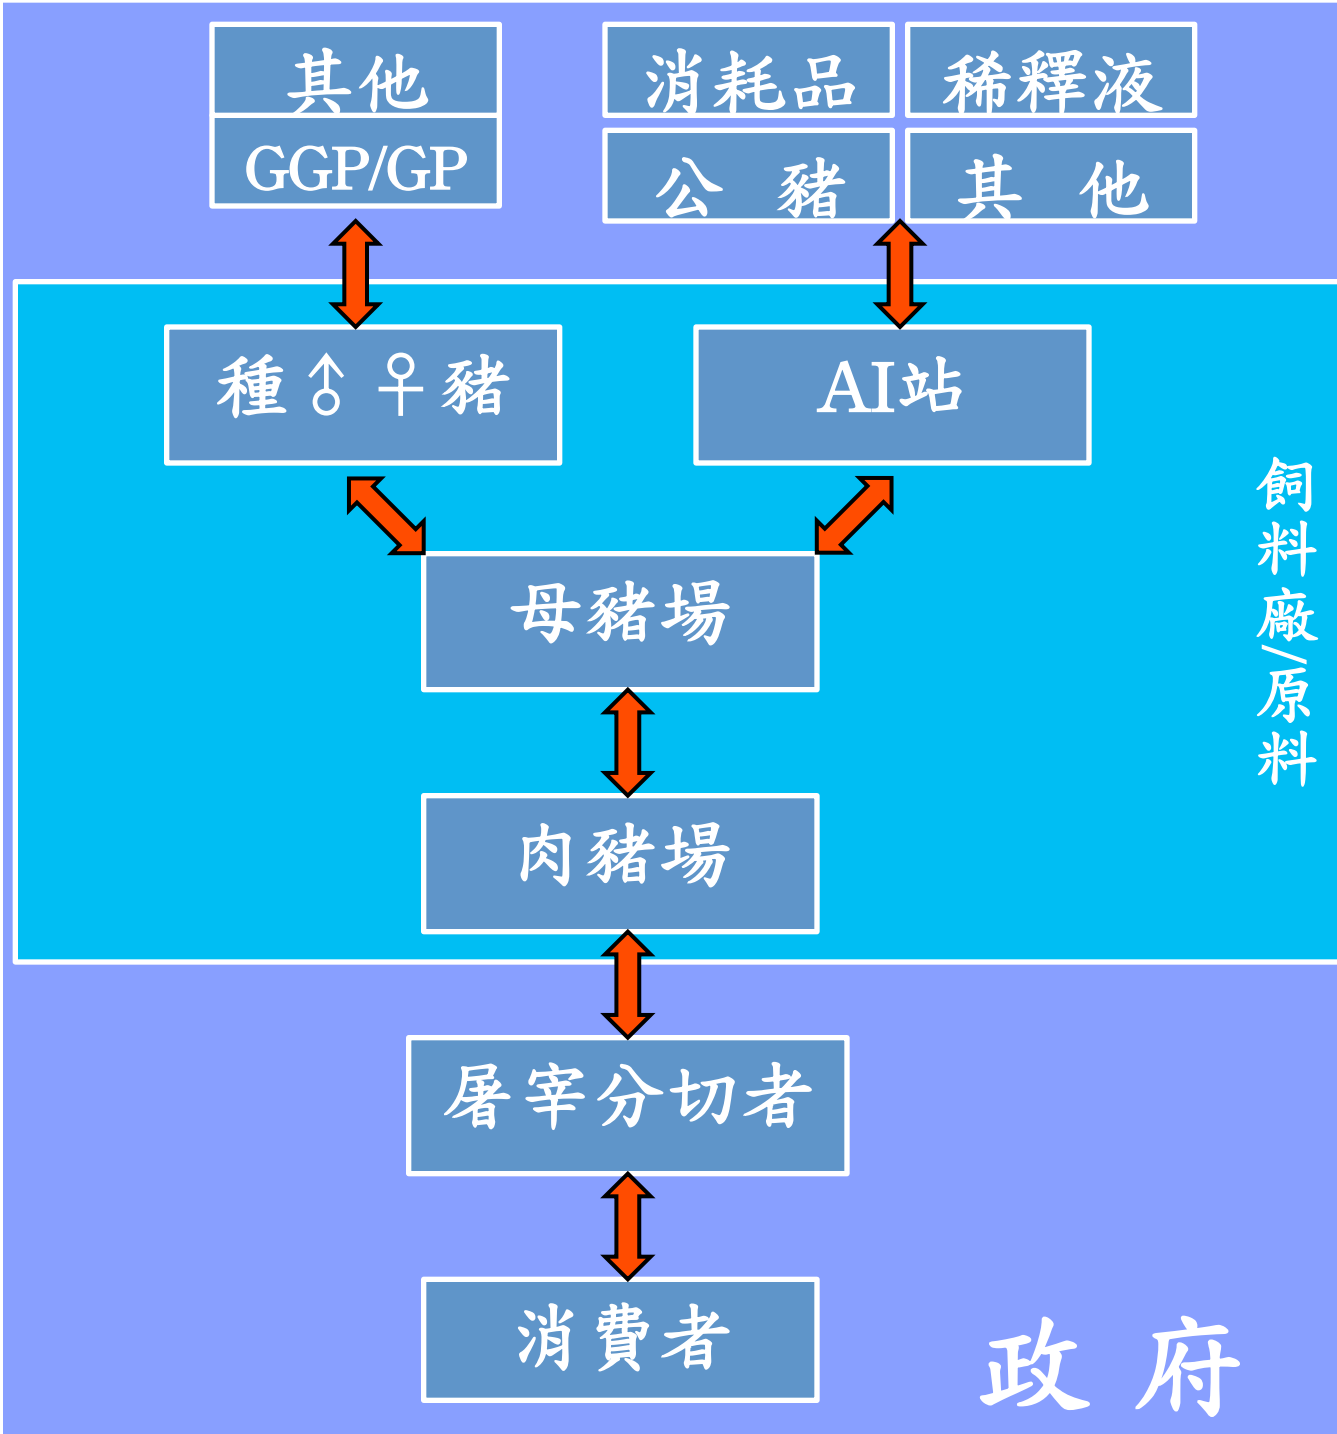 其他
GGP/GP
消耗品
稀釋液
公 豬
其 他
種♂♀豬
AI站
母豬場
肉豬場
飼料廠/原料
屠宰分切者
消費者
政 府